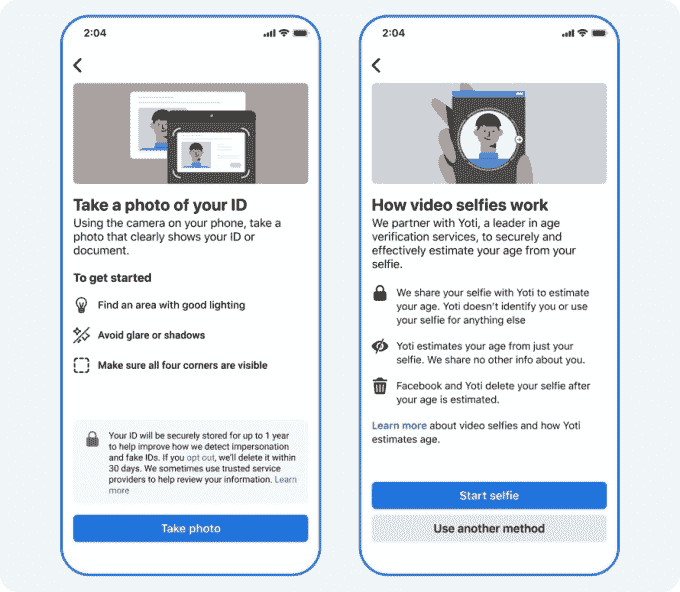 2:04
Take a photo of your ID
Using the camera on your phone, take a
photo that clearly shows your ID or
document.
To get started
Find an area with good lighting
Avoid glare or shadows
Make sure all four corners are visible
Your ID will be securely stored for up to 1 year
to help improve how we detect impersonation
and fake IDs. If you opt out, we'll delete it within
30 days. We sometimes use trusted service
providers to help review your information. Learn
more
Take photo
2:04
How video selfies work
We partner with Yoti, a leader in age
verification services, to securely and
effectively estimate your age from your
selfie.
We share your selfie with Yoti to estimate
your age. Yoti doesn't identify you or use
your selfie for anything else
Yoti estimates your age from just your
selfie. We share no other info about you.
Facebook and Yoti delete your selfie after
your age is estimated.
Learn more about video selfies and how Yoti
estimates age.
Start selfie
Use another method